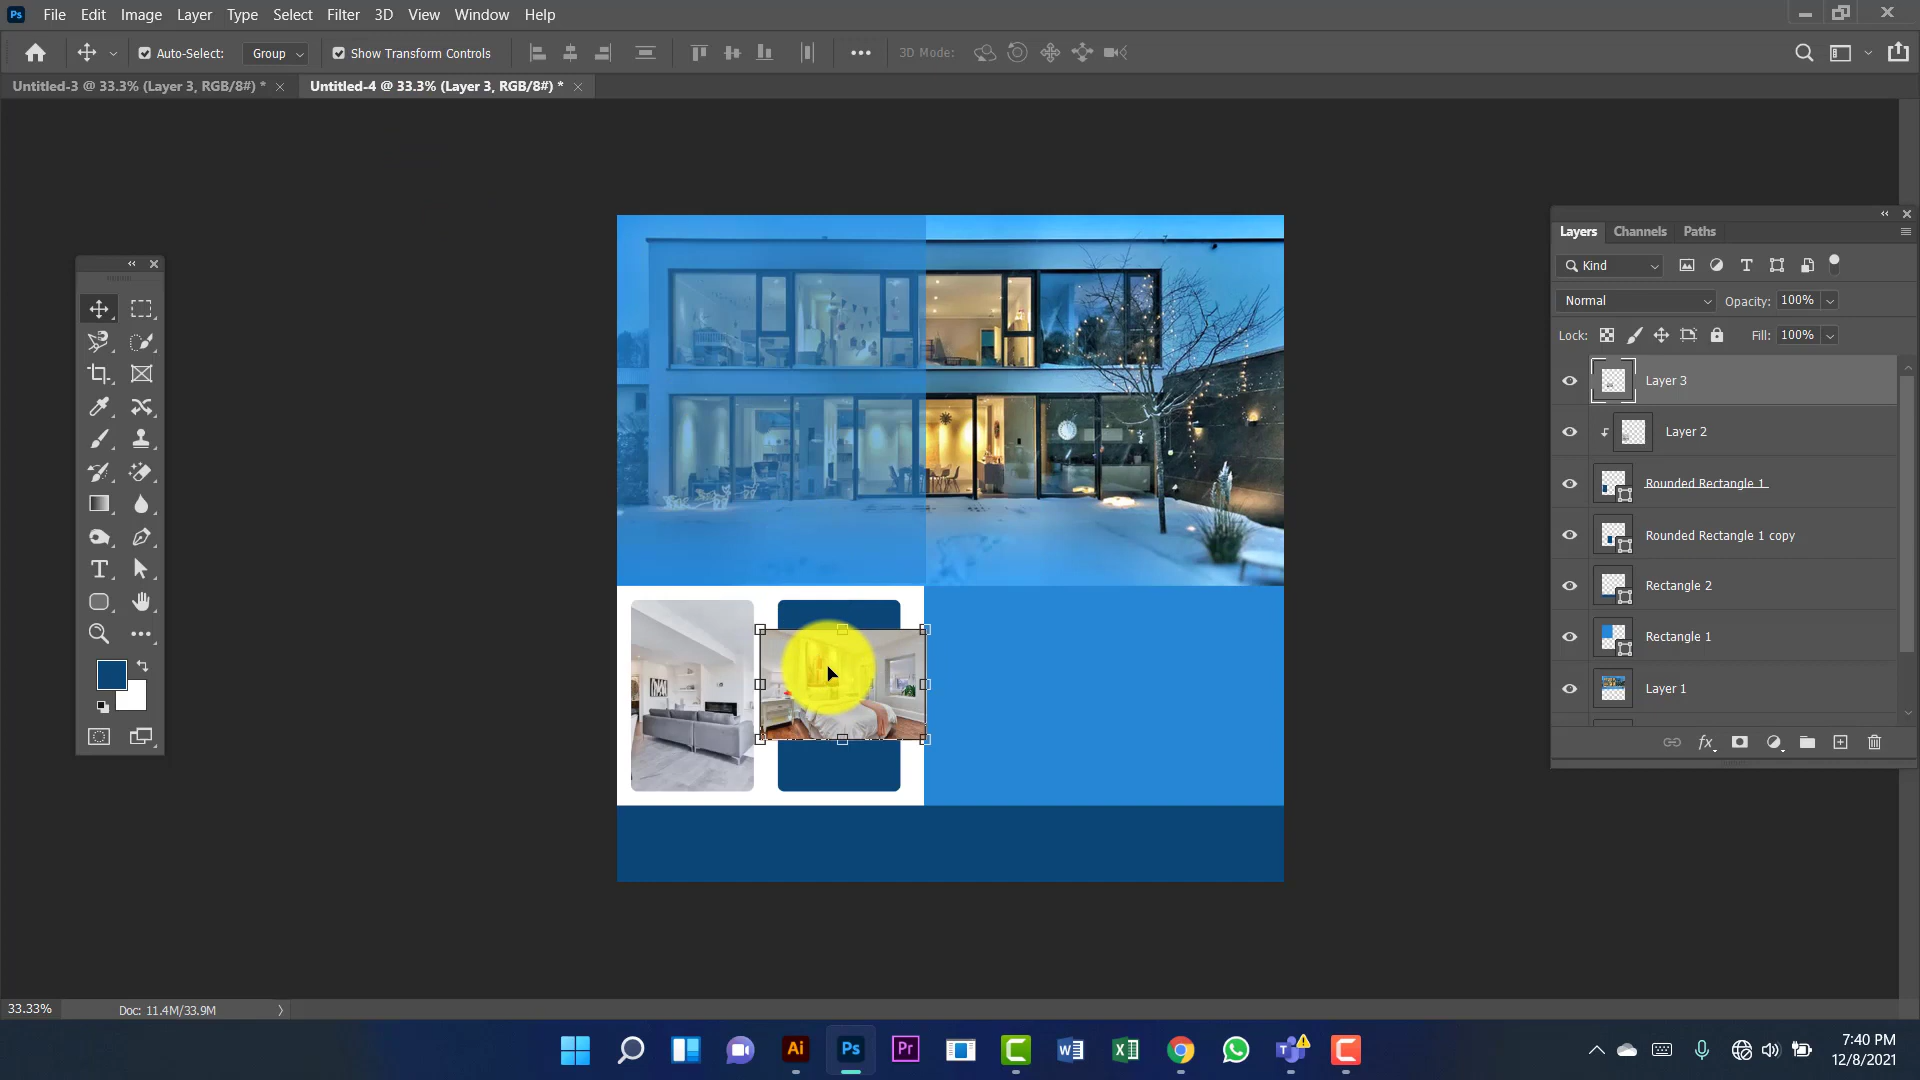 Ps File Edit Image Layer Type Select Filter 3D View Window Help
Auto-Select: Group Show Transform Controls ••• 3D Mode:
Untitled-3 @ 33.3% (Layer 3, RGB/8#) * Untitled-4 @ 33.3% (Layer 3, RGB/8#) *
Layers Channels Paths
Kind
Normal Opacity: 100%
Lock: Fill: 100%
Layer 3
Layer 2
Rounded Rectangle 1
Rounded Rectangle 1 copy
Rectangle 2
Rectangle 1
Layer 1
fx
T
33.33% Doc: 11.4M/33.9M
Ai Ps Pr
7:40 PM
12/8/2021